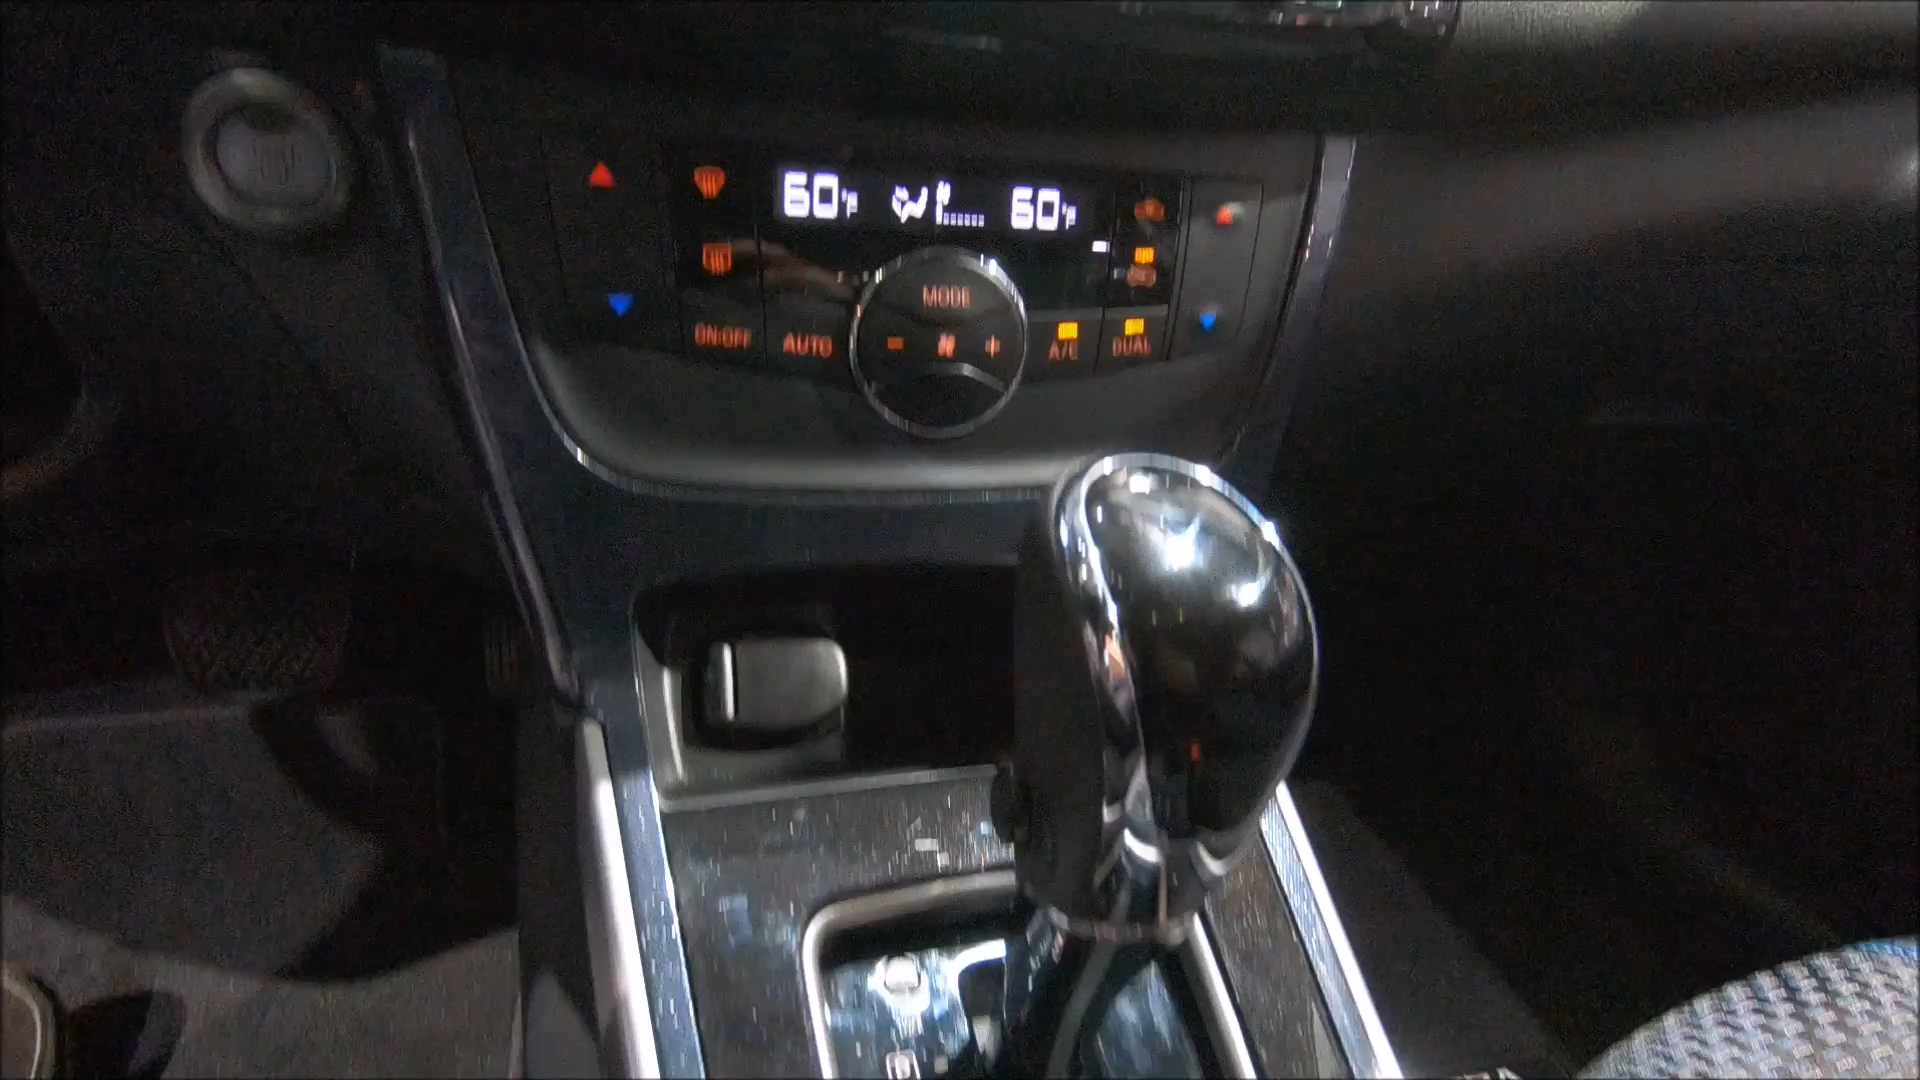 60°F 60°F
MODE
ON·OFF AUTO - + A/C DUAL